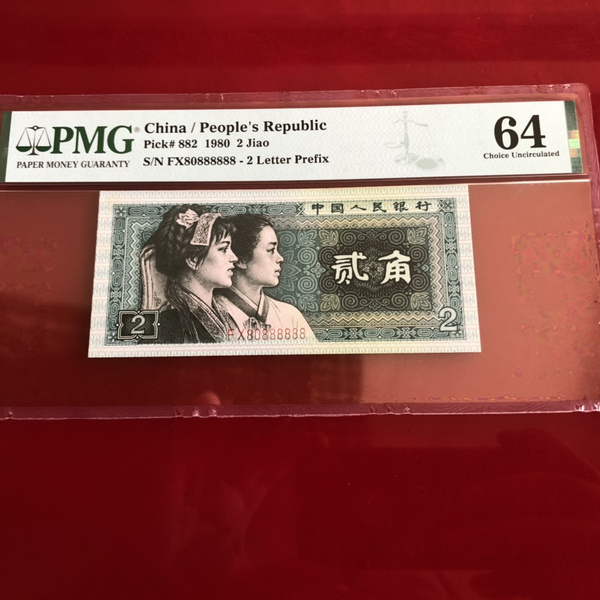 PMG
PAPER MONEY GUARANTY
China / People's Republic
Pick# 882 1980 2 Jiao
S/N FX80888888 - 2 Letter Prefix
64
Choice Uncirculated
中国人民银行
贰角
2
FX80888888
2